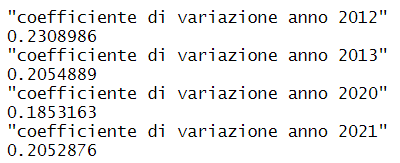 "coefficiente di variazione anno 2012"
0.2308986
"coefficiente di variazione anno 2013"
0.2054889
"coefficiente di variazione anno 2020"
0.1853163
"coefficiente di variazione anno 2021"
0.2052876